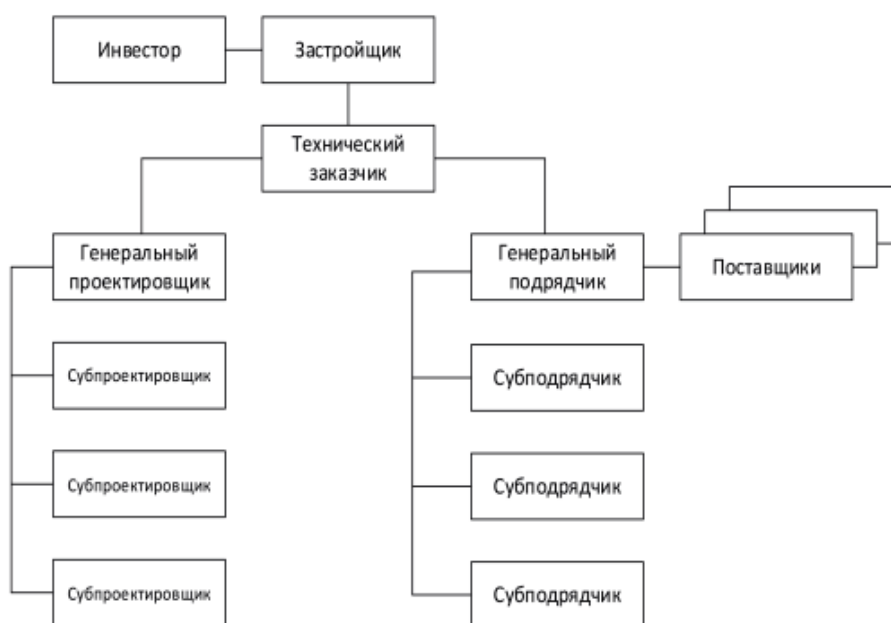 Инвестор
Застройщик
Технический
заказчик
Генеральный
проектировщик
Генеральный
подрядчик
Поставщики
Субпроектировщик
Субподрядчик
Субпроектировщик
Субподрядчик
Субпроектировщик
Субподрядчик